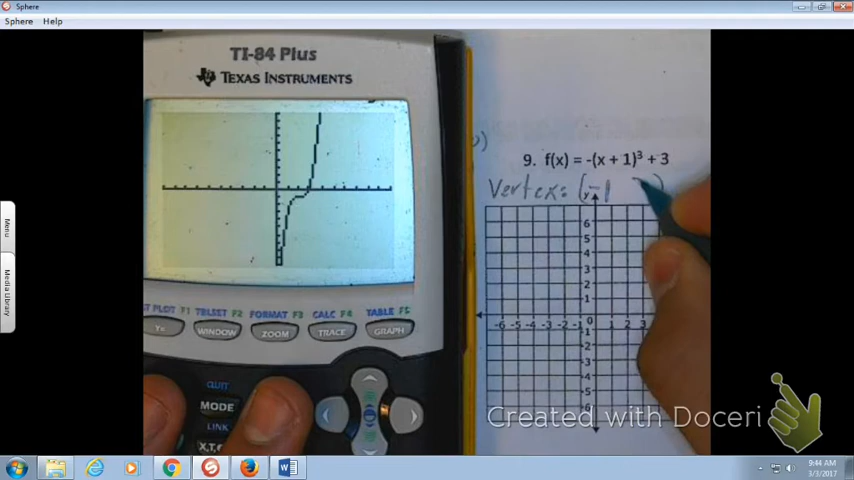 Sphere
Sphere Help
Menu
Media Library
TI-84 Plus
TEXAS INSTRUMENTS
9. f(x) = -(x + 1)³ + 3
Vertex: (-1
y
6
5
4
3
2
1
0
-6 -5 -4 -3 -2 -1 1 2 3
-1
-2
-3
-4
-5
STAT PLOT F1 TBLSET F2 FORMAT F3 CALC F4 TABLE F5
Y= WINDOW ZOOM TRACE GRAPH
QUIT
MODE
LINK
X,T,
Created with Doceri
9:44 AM
3/3/2017